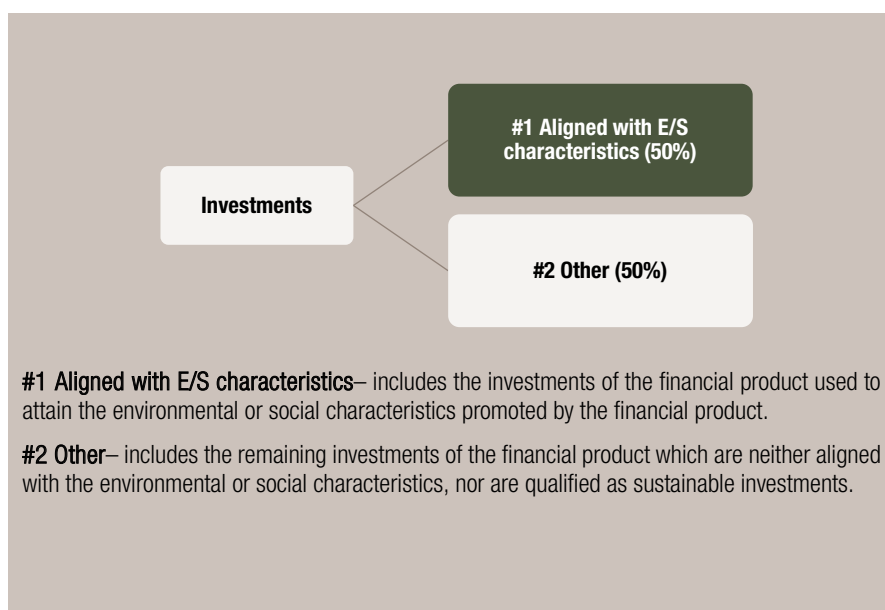 #1 Aligned with E/S
characteristics (50%)
Investments
#2 Other (50%)
#1 Aligned with E/S characteristics– includes the investments of the financial product used to
attain the environmental or social characteristics promoted by the financial product.
#2 Other– includes the remaining investments of the financial product which are neither aligned
with the environmental or social characteristics, nor are qualified as sustainable investments.